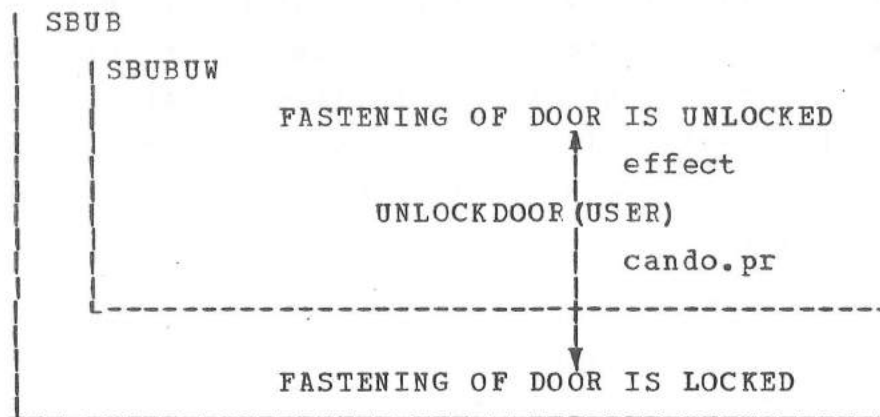 SBUB
SBUBUW
FASTENING OF DOOR IS UNLOCKED
effect
UNLOCKDOOR(USER)
cando.pr
FASTENING OF DOOR IS LOCKED